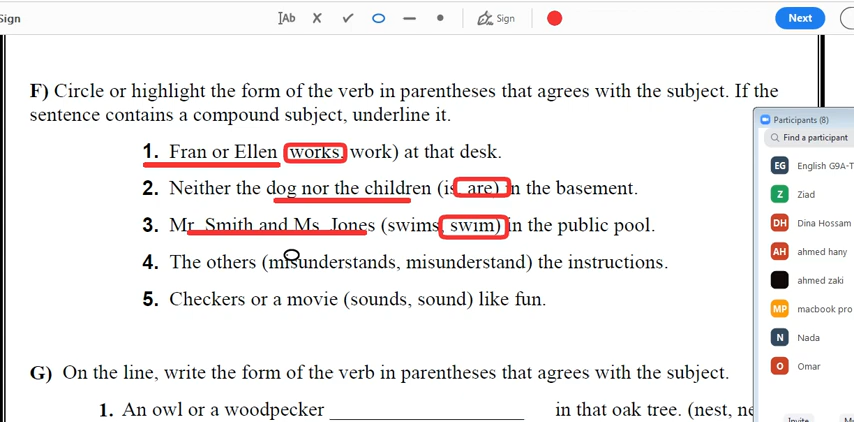 Sign
Ab
Sign
Next
F) Circle or highlight the form of the verb in parentheses that agrees with the subject. If the
sentence contains a compound subject, underline it.
1. Fran or Ellen (works, work) at that desk.
2. Neither the dog nor the children (is, are) in the basement.
3. Mr. Smith and Ms. Jones (swims, swim) in the public pool.
4. The others (misunderstands, misunderstand) the instructions.
5. Checkers or a movie (sounds, sound) like fun.
G) On the line, write the form of the verb in parentheses that agrees with the subject.
1. An owl or a woodpecker ____________________ in that oak tree. (nest, ne
Participants (8)
Find a participant
EG English G9A-T
Z Ziad
DH Dina Hossam
AH ahmed hany
ahmed zaki
MP macbook pro
N Nada
O Omar
Invite